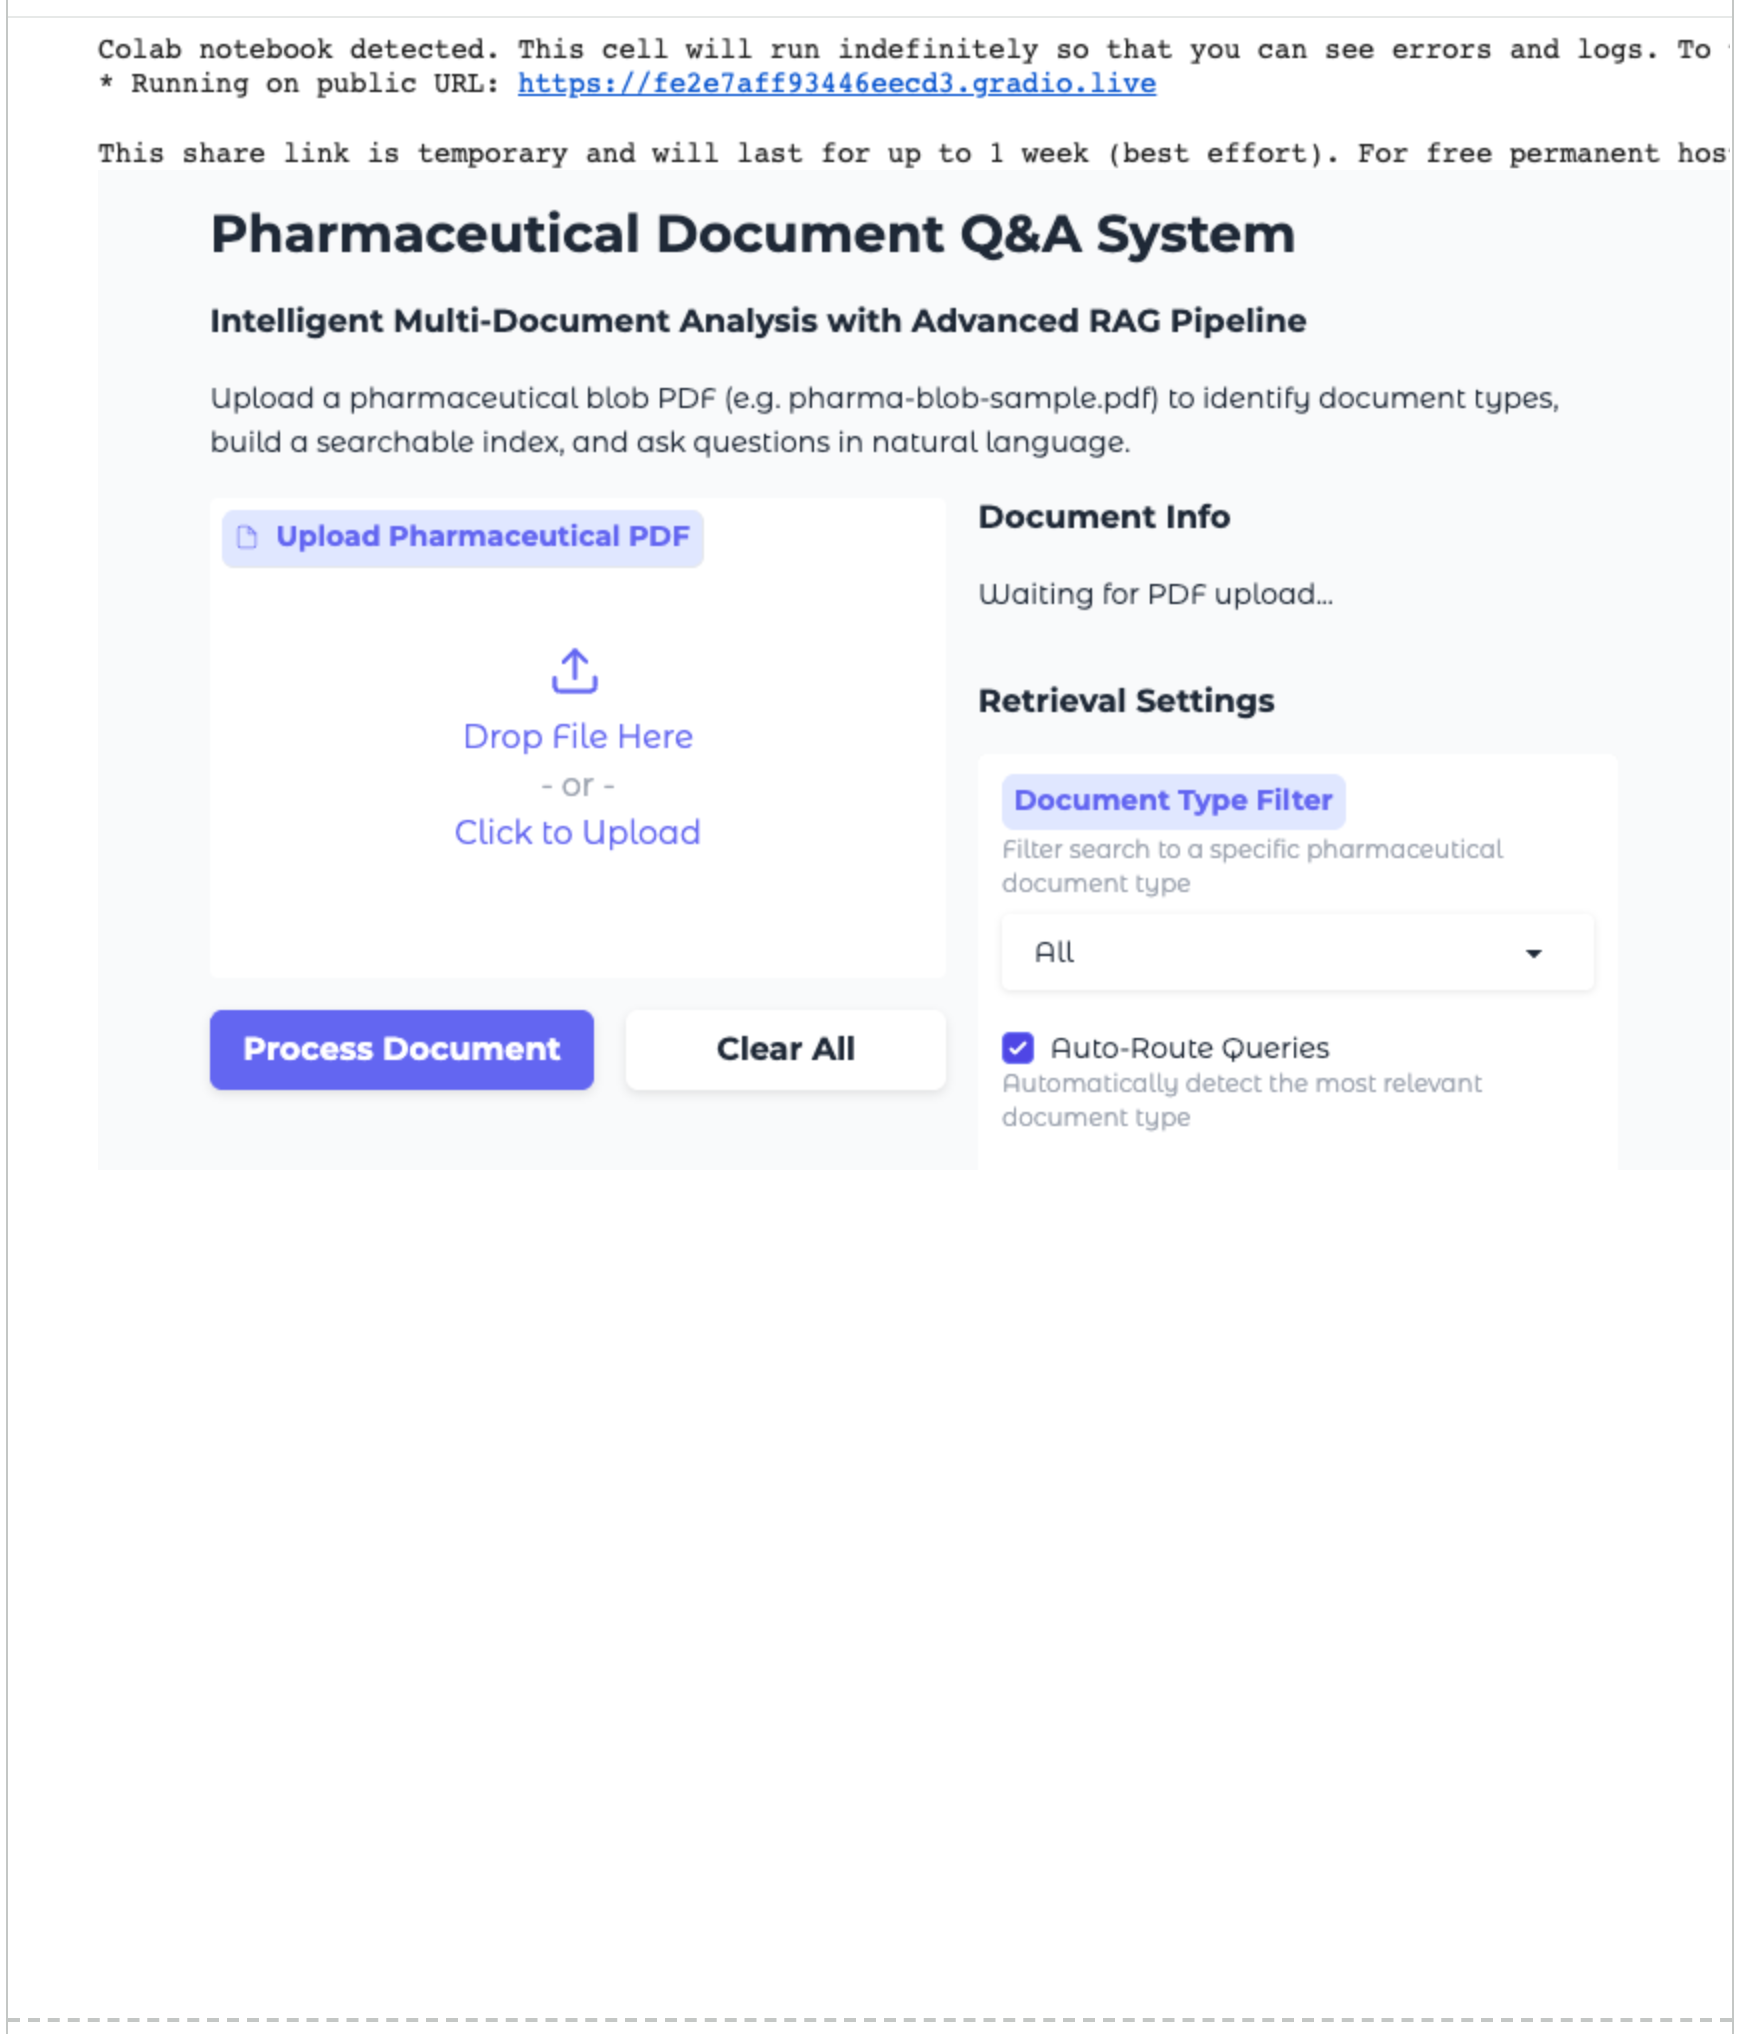 Colab notebook detected. This cell will run indefinitely so that you can see errors and logs. To
* Running on public URL: https://fe2e7aff93446eecd3.gradio.live
This share link is temporary and will last for up to 1 week (best effort). For free permanent
Pharmaceutical Document Q&A System
Intelligent Multi-Document Analysis with Advanced RAG Pipeline
Upload a pharmaceutical blob PDF (e.g. pharma-blob-sample.pdf) to identify document types,
build a searchable index, and ask questions in natural language.
Upload Pharmaceutical PDF
Drop File Here
- or -
Click to Upload
Process Document
Clear All
Document Info
Waiting for PDF upload...
Retrieval Settings
Document Type Filter
Filter search to a specific pharmaceutical
document type
All
Auto-Route Queries
Automatically detect the most relevant
document type